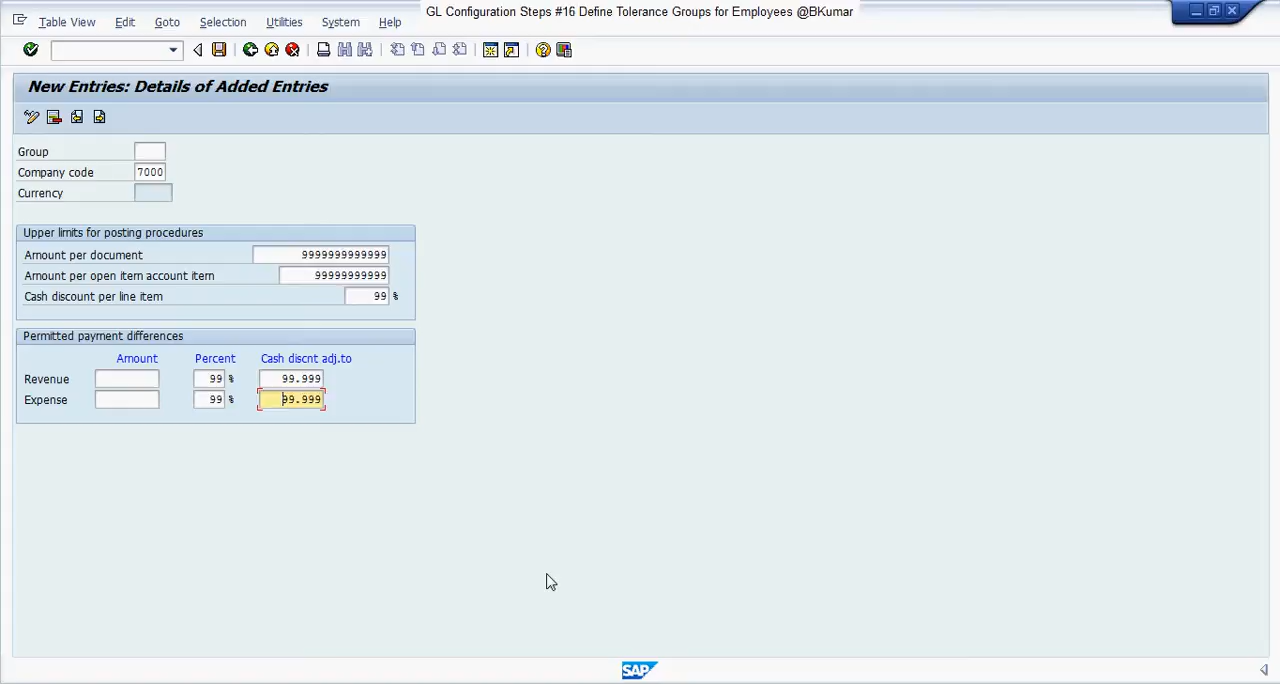 GL Configuration Steps #16 Define Tolerance Groups for Employees @BKumar
Table View Edit Goto Selection Utilities System Help
New Entries: Details of Added Entries
Group
Company code 7000
Currency
Upper limits for posting procedures
Amount per document 9999999999999
Amount per open item account item 99999999999
Cash discount per line item 99 %
Permitted payment differences
Amount Percent Cash discnt adj.to
Revenue 99 % 99.999
Expense 99 % 99.999
SAP